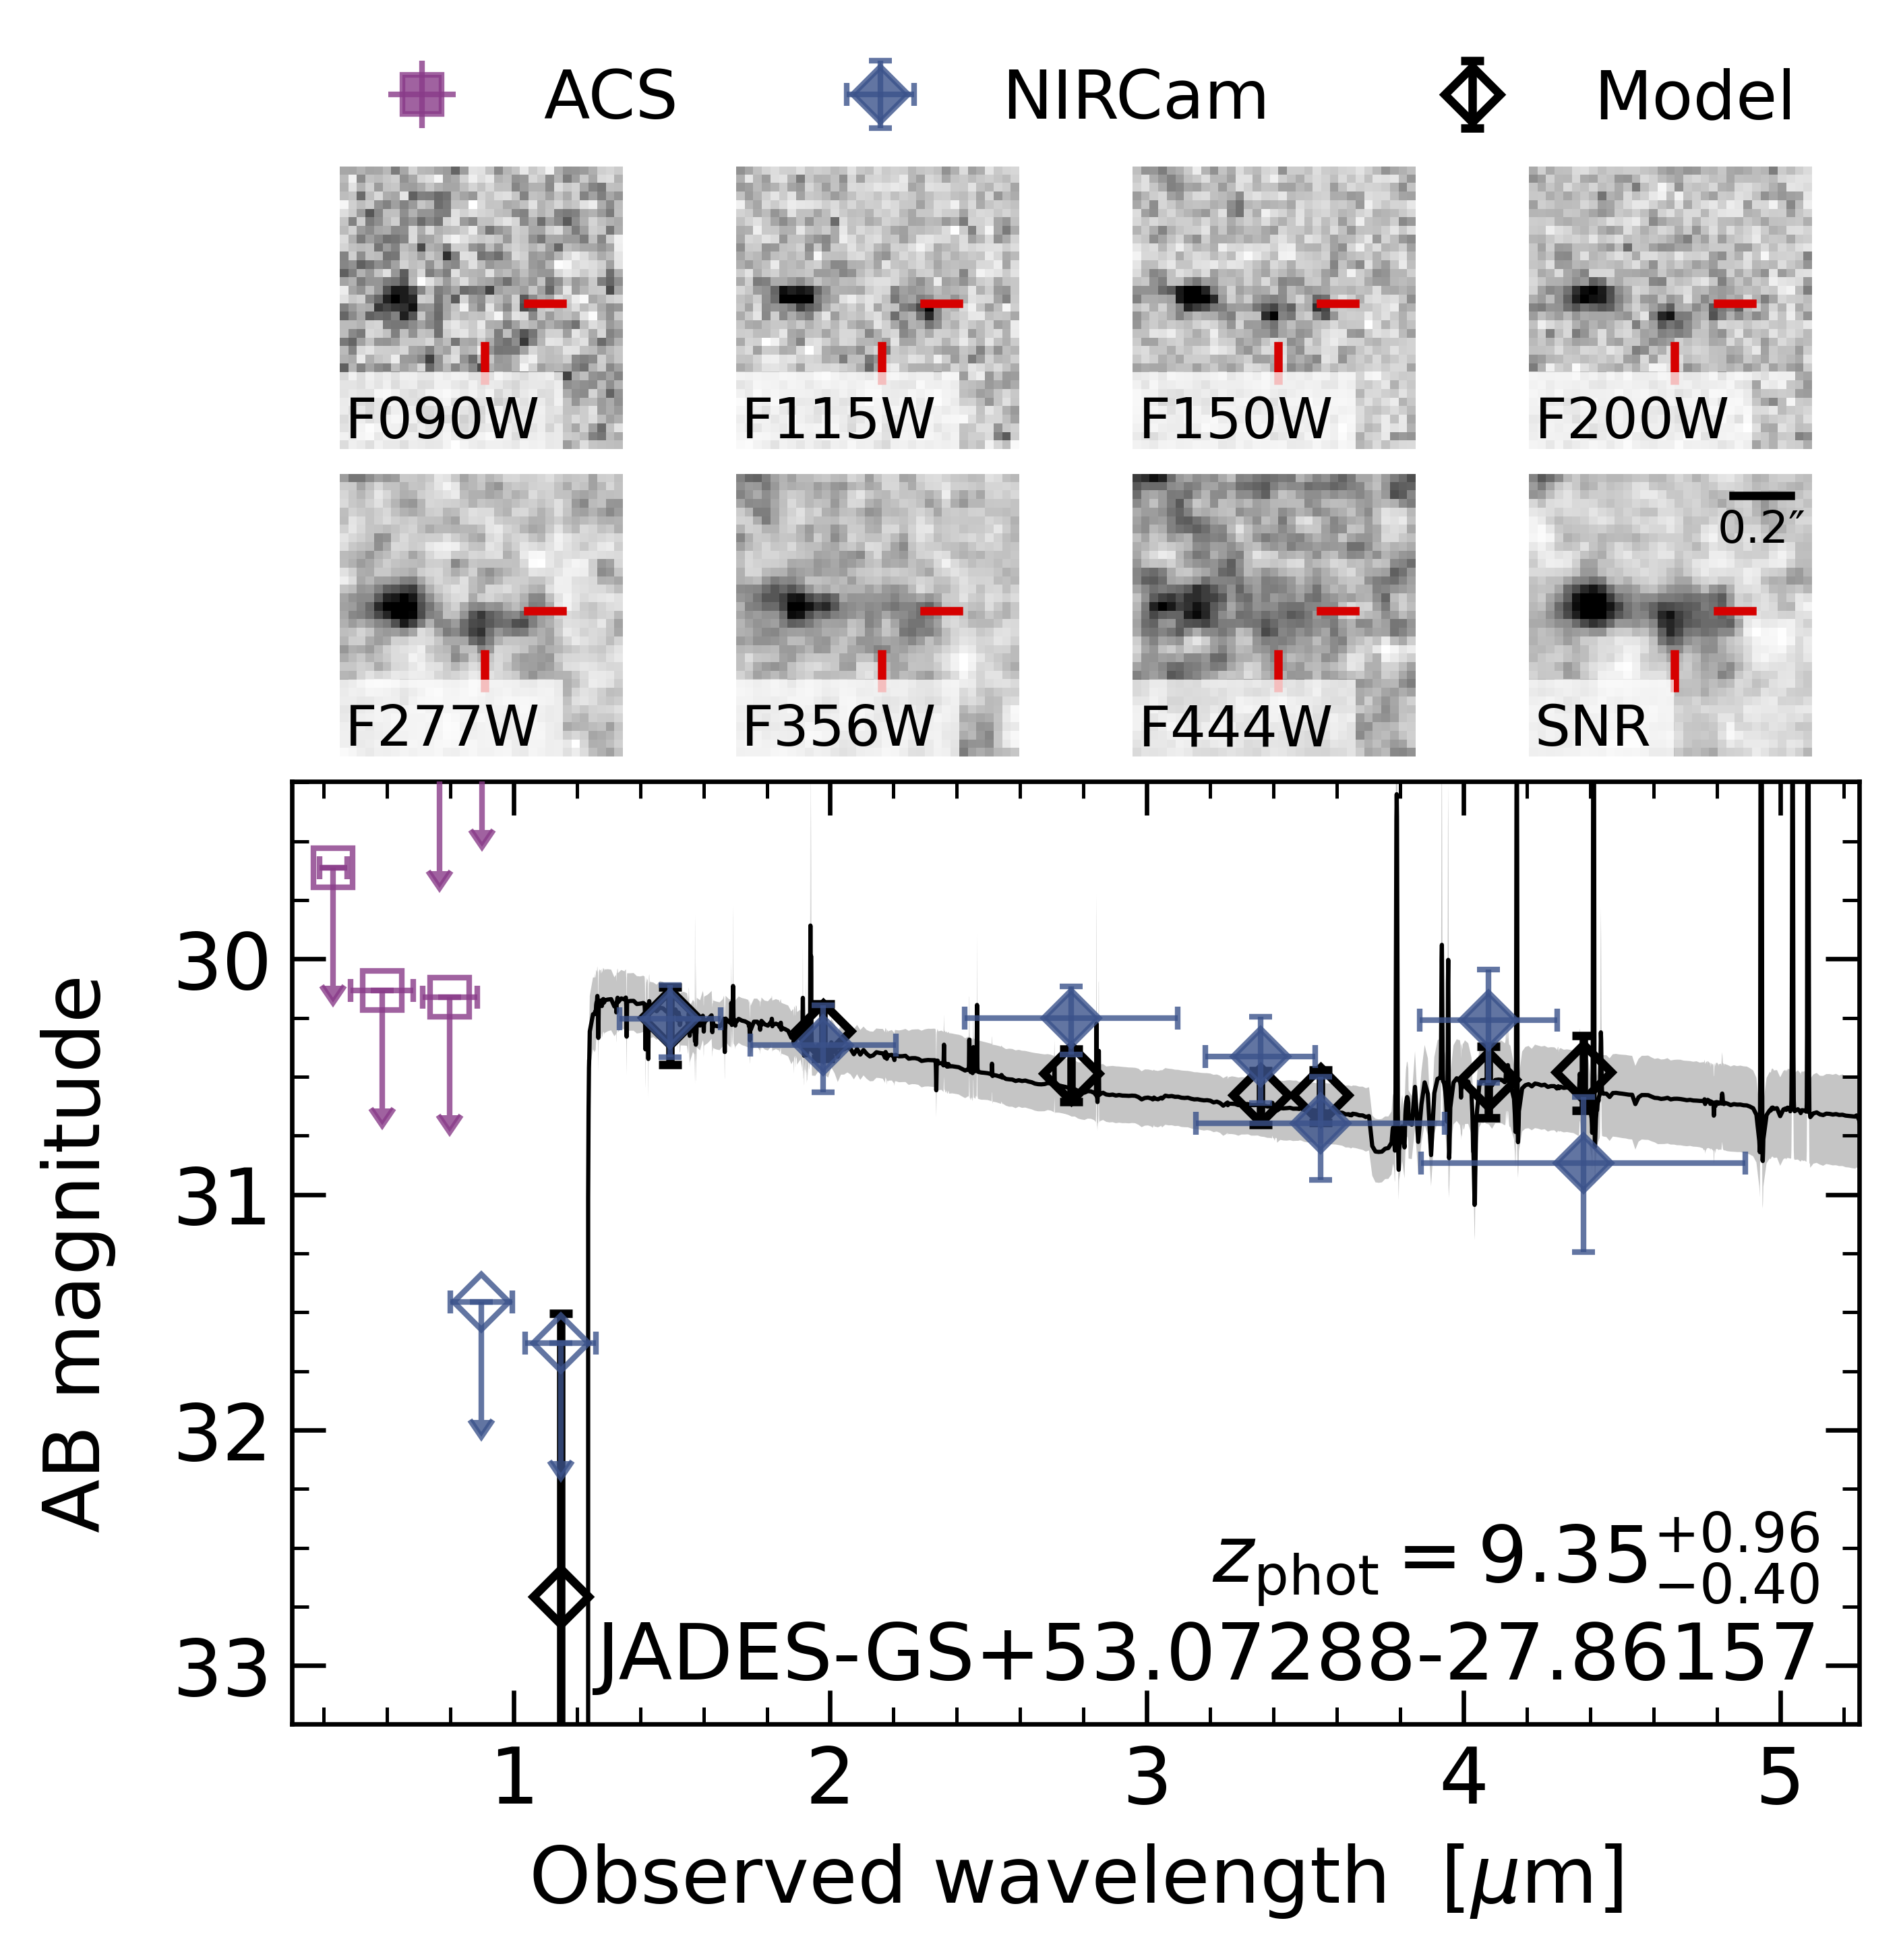 ACS NIRCam Model
F090W F115W F150W F200W
0.2″
F277W F356W F444W SNR
30
31
32
33
AB magnitude
z_phot = 9.35^{+0.96}_{−0.40}
JADES-GS+53.07288-27.86157
1 2 3 4 5
Observed wavelength [μm]